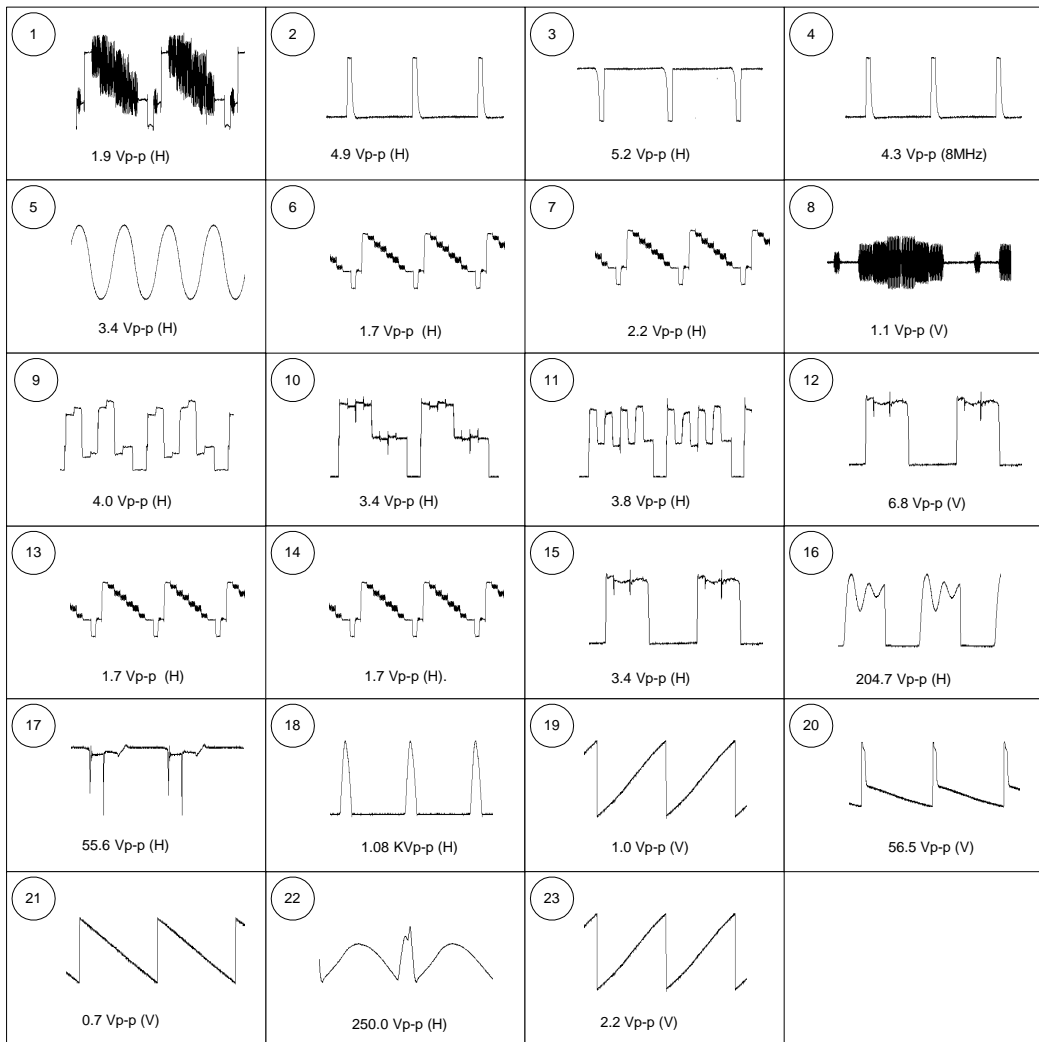 1
1.9 Vp-p (H)
2
4.9 Vp-p (H)
3
5.2 Vp-p (H)
4
4.3 Vp-p (8MHz)
5
3.4 Vp-p (H)
6
1.7 Vp-p (H)
7
2.2 Vp-p (H)
8
1.1 Vp-p (V)
9
4.0 Vp-p (H)
10
3.4 Vp-p (H)
11
3.8 Vp-p (H)
12
6.8 Vp-p (V)
13
1.7 Vp-p (H)
14
1.7 Vp-p (H).
15
3.4 Vp-p (H)
16
204.7 Vp-p (H)
17
55.6 Vp-p (H)
18
1.08 KVp-p (H)
19
1.0 Vp-p (V)
20
56.5 Vp-p (V)
21
0.7 Vp-p (V)
22
250.0 Vp-p (H)
23
2.2 Vp-p (V)